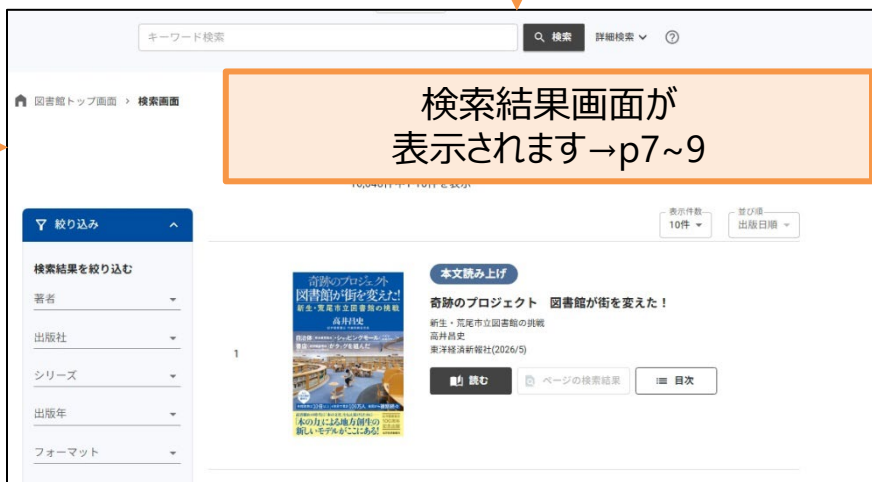 キーワード検索
検索
詳細検索
図書館トップ画面 > 検索画面
検索結果画面が
表示されます→p7~9
表示件数
10件
並び順
出版日順
絞り込み
検索結果を絞り込む
著者
出版社
シリーズ
出版年
フォーマット
1
奇跡のプロジェクト
図書館が街を変えた!
新生・荒尾市立図書館の挑戦
高井昌史
「本の力」による地方創生の
新しいモデルがここにある!
本文読み上げ
奇跡のプロジェクト 図書館が街を変えた!
新生・荒尾市立図書館の挑戦
高井昌史
東洋経済新報社(2026/5)
読む
ページの検索結果
目次